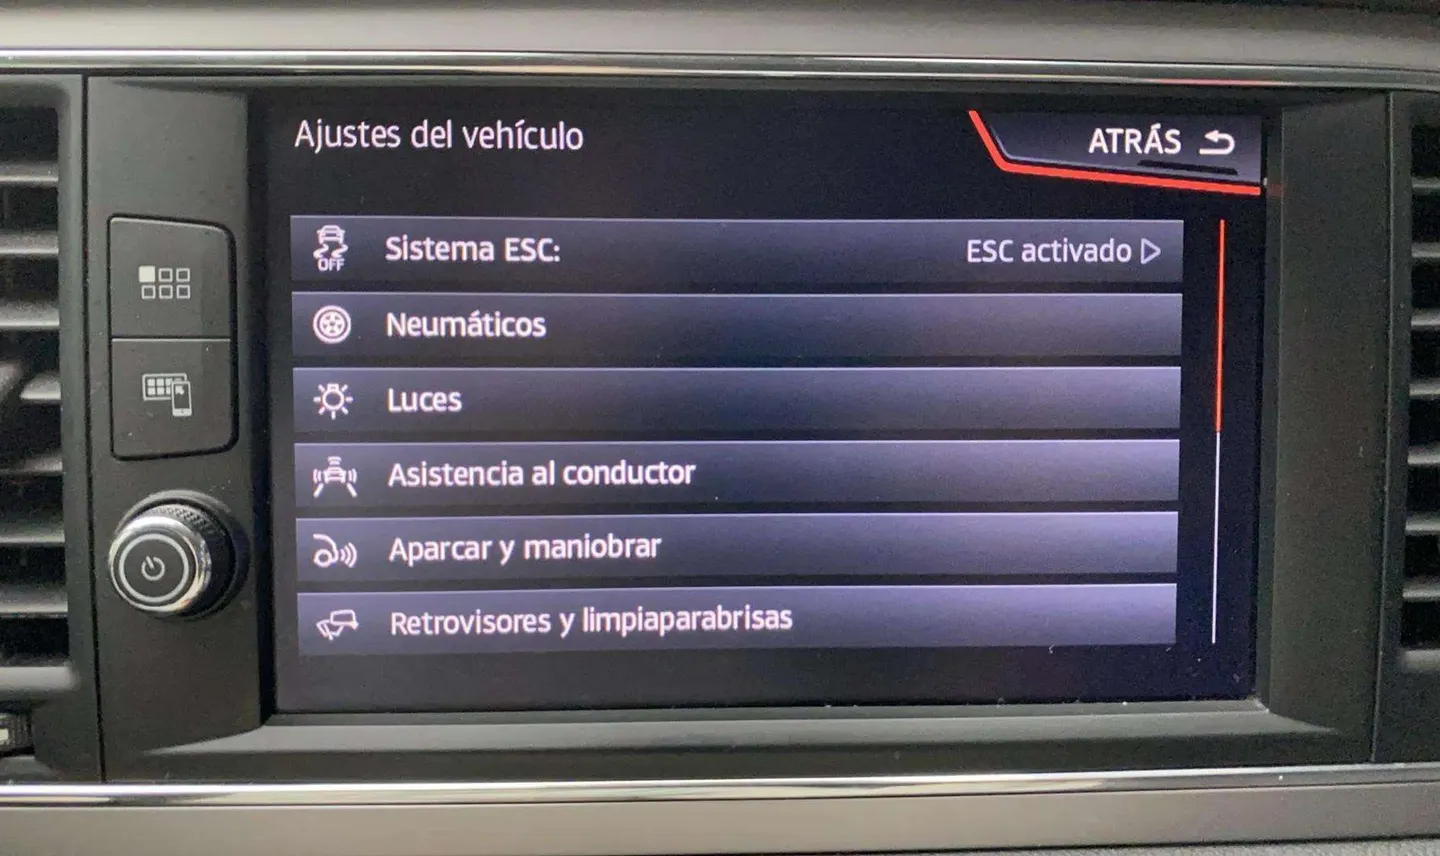 Ajustes del vehículo
ATRÁS
OFF
Sistema ESC:
ESC activado
Neumáticos
Luces
Asistencia al conductor
Aparcar y maniobrar
Retrovisores y limpiaparabrisas